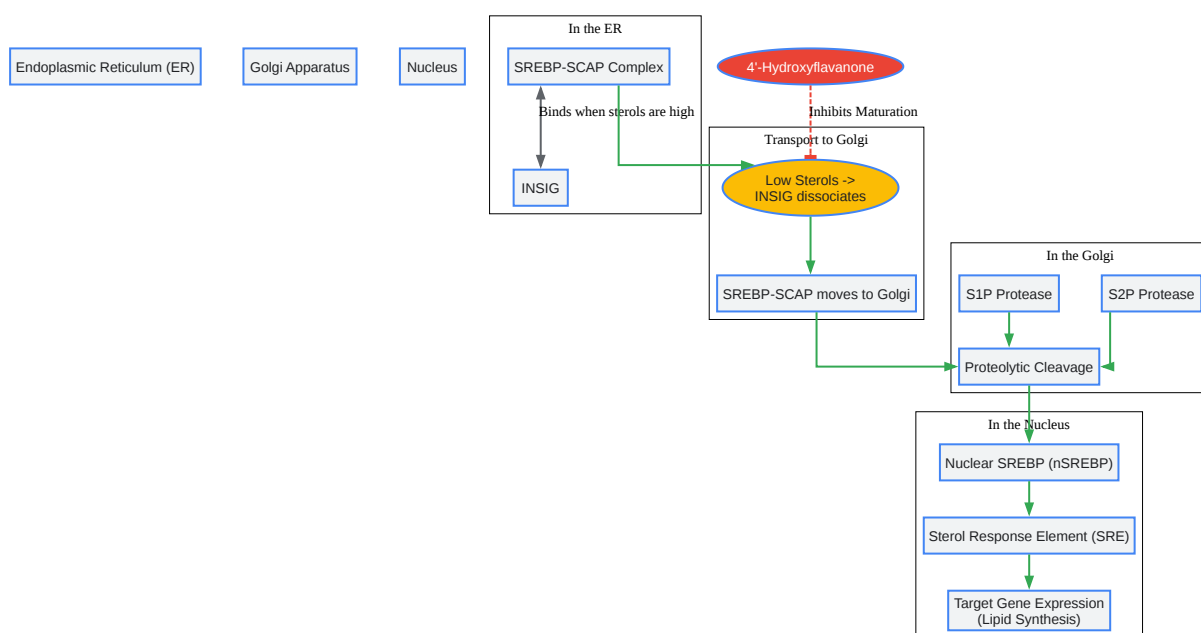 In the ER
Endoplasmic Reticulum (ER)
Golgi Apparatus
Nucleus
SREBP-SCAP Complex
4'-Hydroxyflavanone
Binds when sterols are high
Inhibits Maturation
Transport to Golgi
INSIG
Low Sterols ->
INSIG dissociates
In the Golgi
SREBP-SCAP moves to Golgi
S1P Protease
S2P Protease
Proteolytic Cleavage
In the Nucleus
Nuclear SREBP (nSREBP)
Sterol Response Element (SRE)
Target Gene Expression
(Lipid Synthesis)